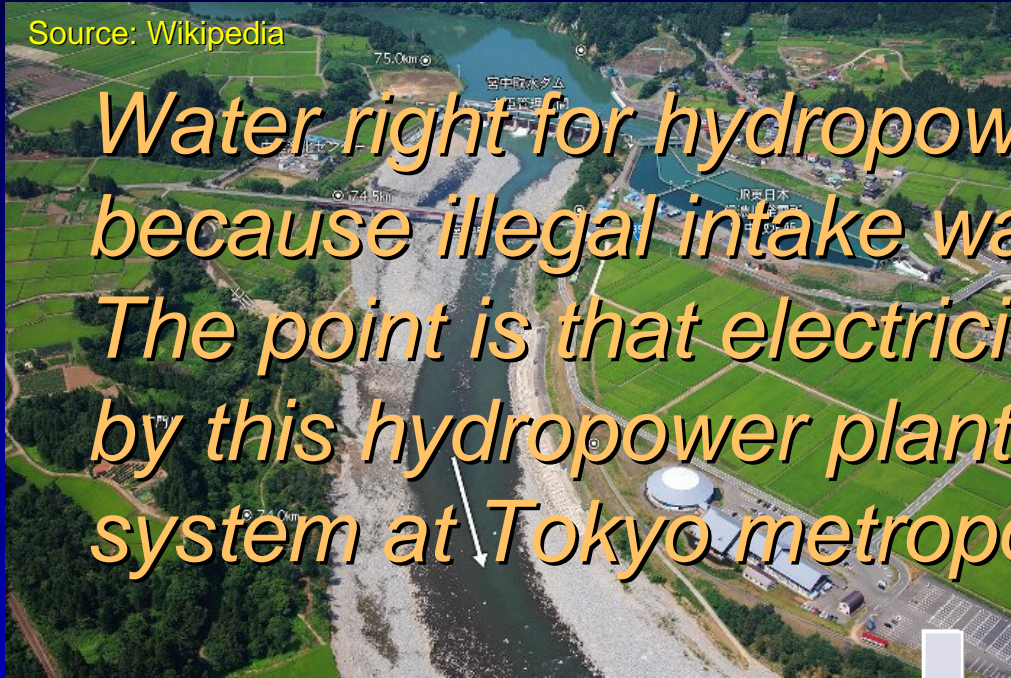 Source: Wikipedia
75.0km
宮中取水ダム
Water right for hydropow
74.5km
JR東日本
because illegal intake wa
The point is that electrici
by this hydropower plant
74.0km
system at Tokyo metropo